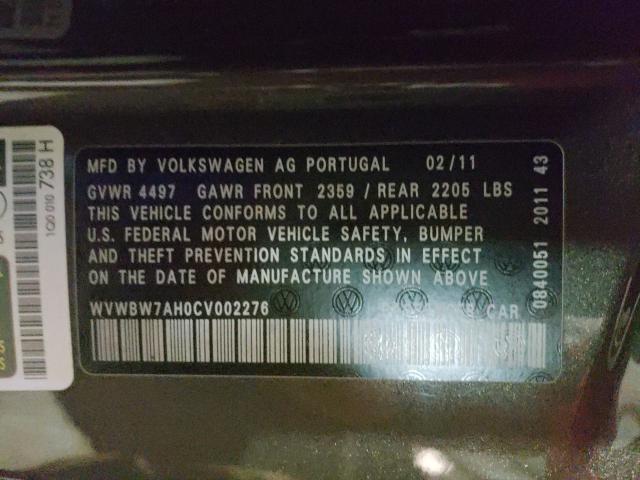 MFD BY VOLKSWAGEN AG PORTUGAL 02/11
GVWR 4497 GAWR FRONT 2359 / REAR 2205 LBS
THIS VEHICLE CONFORMS TO ALL APPLICABLE
U.S. FEDERAL MOTOR VEHICLE SAFETY, BUMPER
AND THEFT PREVENTION STANDARDS IN EFFECT
ON THE DATE OF MANUFACTURE SHOWN ABOVE
WVWBW7AH0CV002276 P.CAR
0840051 2011 43
1Q0 010 738 H